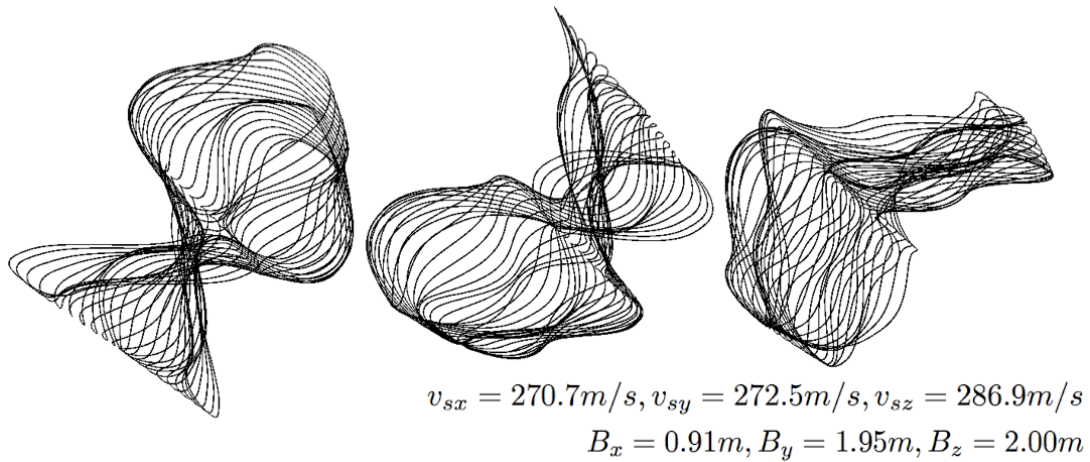 v_{sx} = 270.7m/s, v_{sy} = 272.5m/s, v_{sz} = 286.9m/s
B_x = 0.91m, B_y = 1.95m, B_z = 2.00m